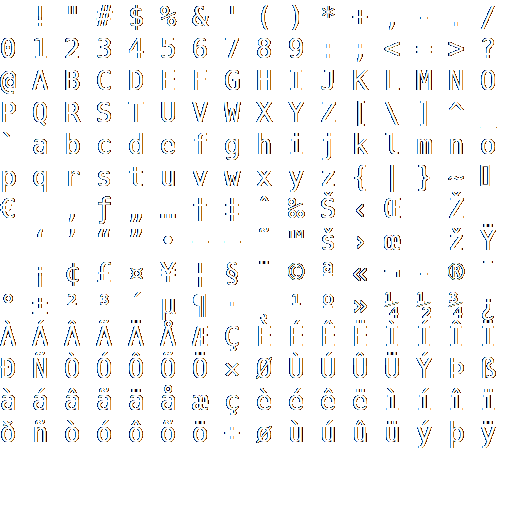 ! " # $ % & ' ( ) * + , - . /
0 1 2 3 4 5 6 7 8 9 : ; < = > ?
@ A B C D E F G H I J K L M N O
P Q R S T U V W X Y Z [ \ ] ^ _
` a b c d e f g h i j k l m n o
p q r s t u v w x y z { | } ~ ▯
€ ‚ ƒ „ … † ‡ ˆ ‰ Š ‹ Œ Ž
‘ ’ “ ” • – — ˜ ™ š › œ ž Ÿ
¡ ¢ £ ¤ ¥ ¦ § ¨ © ª « ¬ - ® ¯
° ± ² ³ ´ µ ¶ · ¸ ¹ º » ¼ ½ ¾ ¿
À Á Â Ã Ä Å Æ Ç È É Ê Ë Ì Í Î Ï
Ð Ñ Ò Ó Ô Õ Ö × Ø Ù Ú Û Ü Ý Þ ß
à á â ã ä å æ ç è é ê ë ì í î ï
ð ñ ò ó ô õ ö ÷ ø ù ú û ü ý þ ÿ